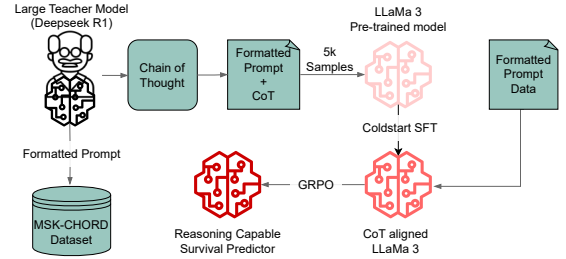 Large Teacher Model
(Deepseek R1)
Chain of
Thought
Formatted
Prompt
+
CoT
5k
Samples
LLaMa 3
Pre-trained model
Formatted
Prompt
Data
Coldstart SFT
Formatted Prompt
MSK-CHORD
Dataset
GRPO
Reasoning Capable
Survival Predictor
CoT aligned
LLaMa 3